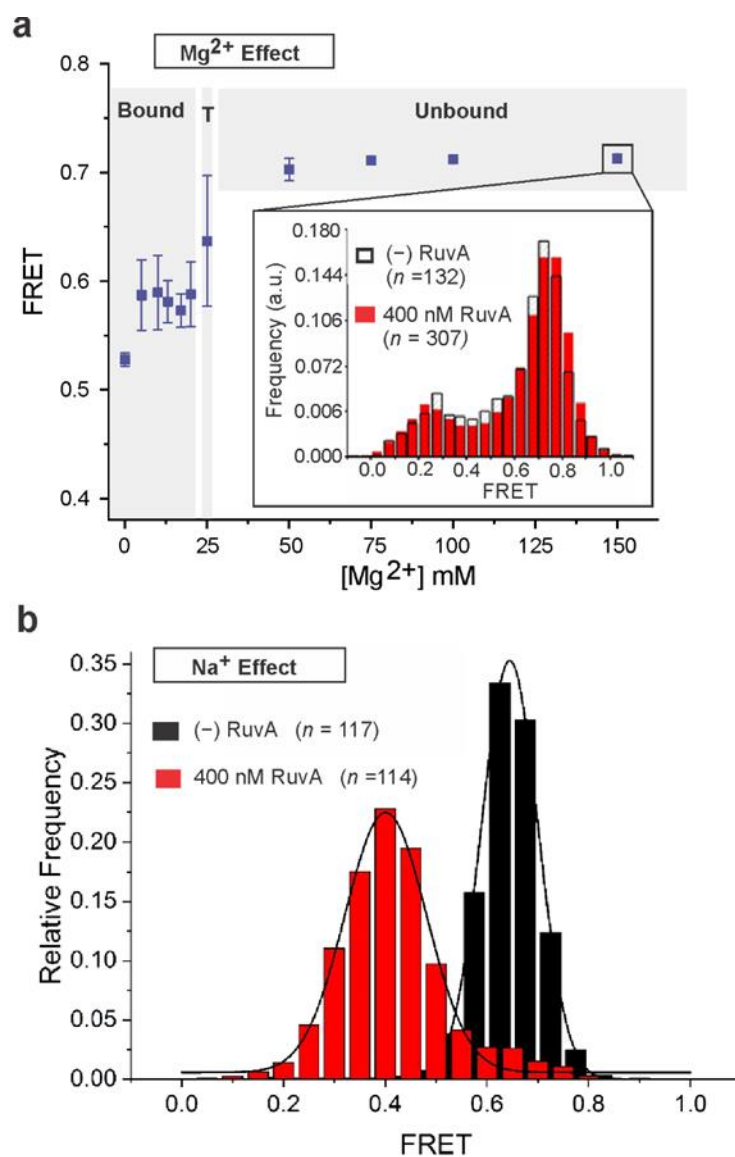 a
Mg2+ Effect
0.8
0.7
0.6
0.5
0.4
FRET
Bound
T
Unbound
0.180
0.144
0.106
0.072
0.006
0.000
Frequency (a.u.)
(−) RuvA
(n =132)
400 nM RuvA
(n = 307)
0.0 0.2 0.4 0.6 0.8 1.0
FRET
0 25 50 75 100 125 150
[Mg2+] mM
b
Na+ Effect
0.35
0.30
0.25
0.20
0.15
0.10
0.05
0.00
Relative Frequency
(−) RuvA (n = 117)
400 nM RuvA (n =114)
0.0 0.2 0.4 0.6 0.8 1.0
FRET